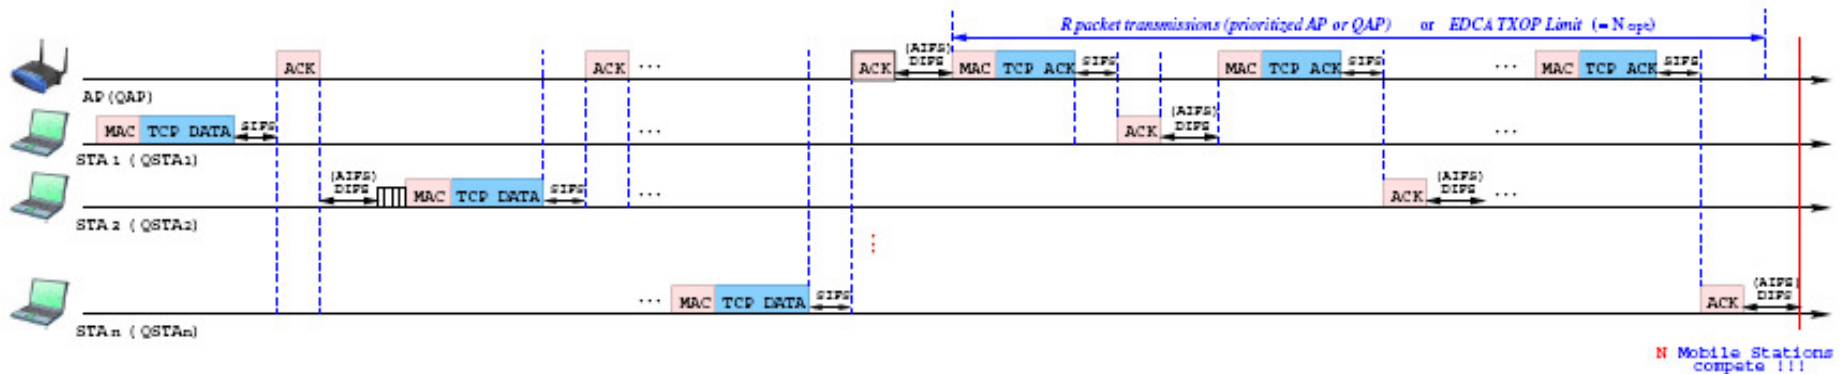 R packet transmissions (prioritized AP or QAP) or EDCA TXOP Limit (= N opt)
ACK
ACK ...
ACK
(AIFS)
DIFS
MAC TCP ACK SIFS
MAC TCP ACK SIFS
...
MAC TCP ACK SIFS
AP (QAP)
MAC TCP DATA SIFS
...
ACK
(AIFS)
DIFS
...
STA 1 ( QSTA1)
(AIFS)
DIFS
MAC TCP DATA SIFS
...
ACK
(AIFS)
DIFS
...
STA 2 ( QSTA2)
...
MAC TCP DATA SIFS
ACK
(AIFS)
DIFS
STA n ( QSTAn)
N Mobile Stations
compete !!!